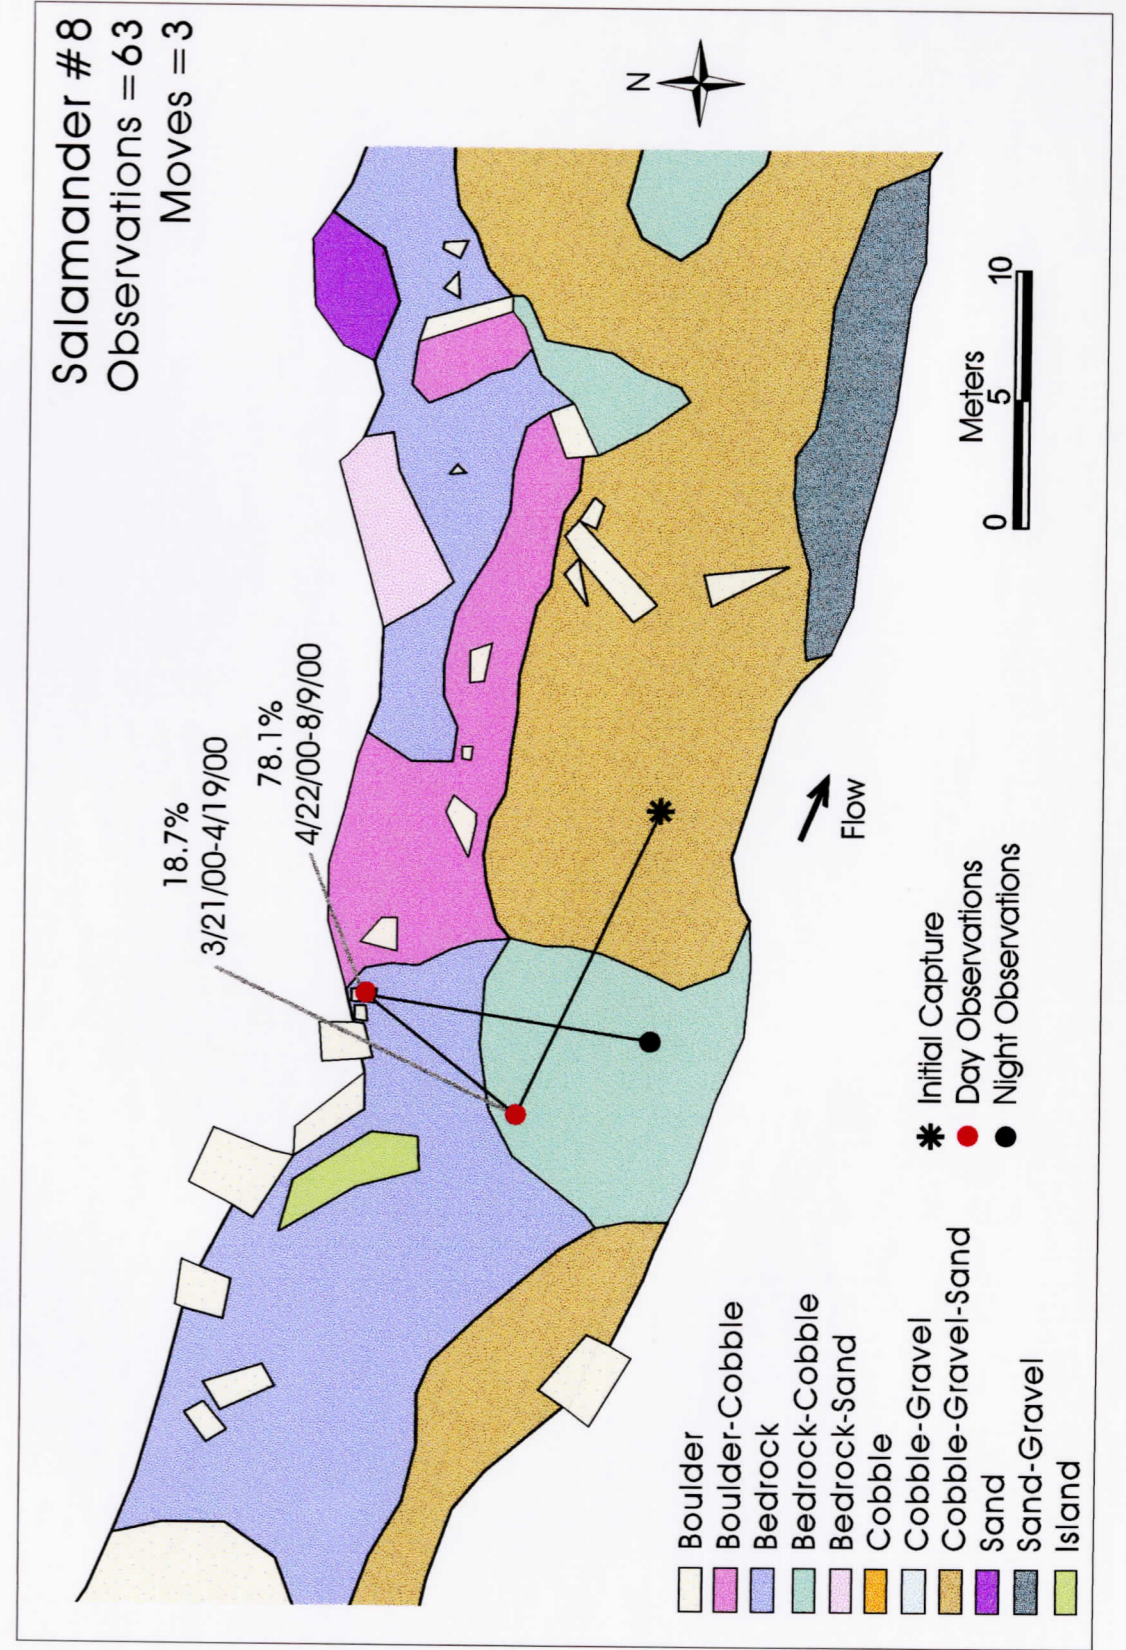 Salamander #8
Observations = 63
Moves = 3
N
18.7%
3/21/00-4/19/00
78.1%
4/22/00-8/9/00
Flow
Meters
0 5 10
Initial Capture
Day Observations
Night Observations
Boulder
Boulder-Cobble
Bedrock
Bedrock-Cobble
Bedrock-Sand
Cobble
Cobble-Gravel
Cobble-Gravel-Sand
Sand
Sand-Gravel
Island